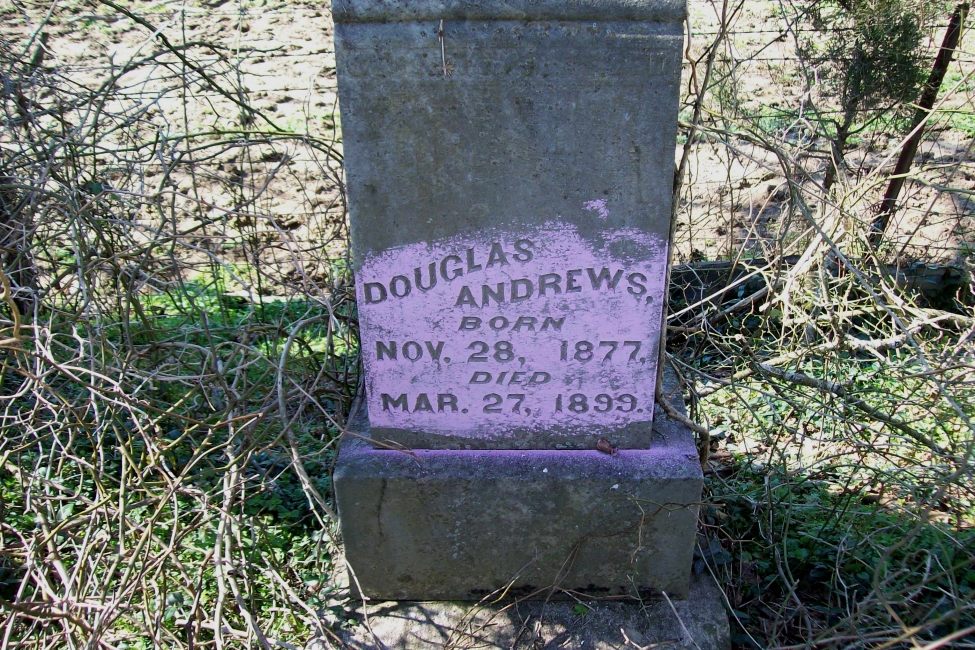 DOUGLAS
ANDREWS,
BORN
NOV. 28, 1877,
DIED
MAR. 27, 1899.